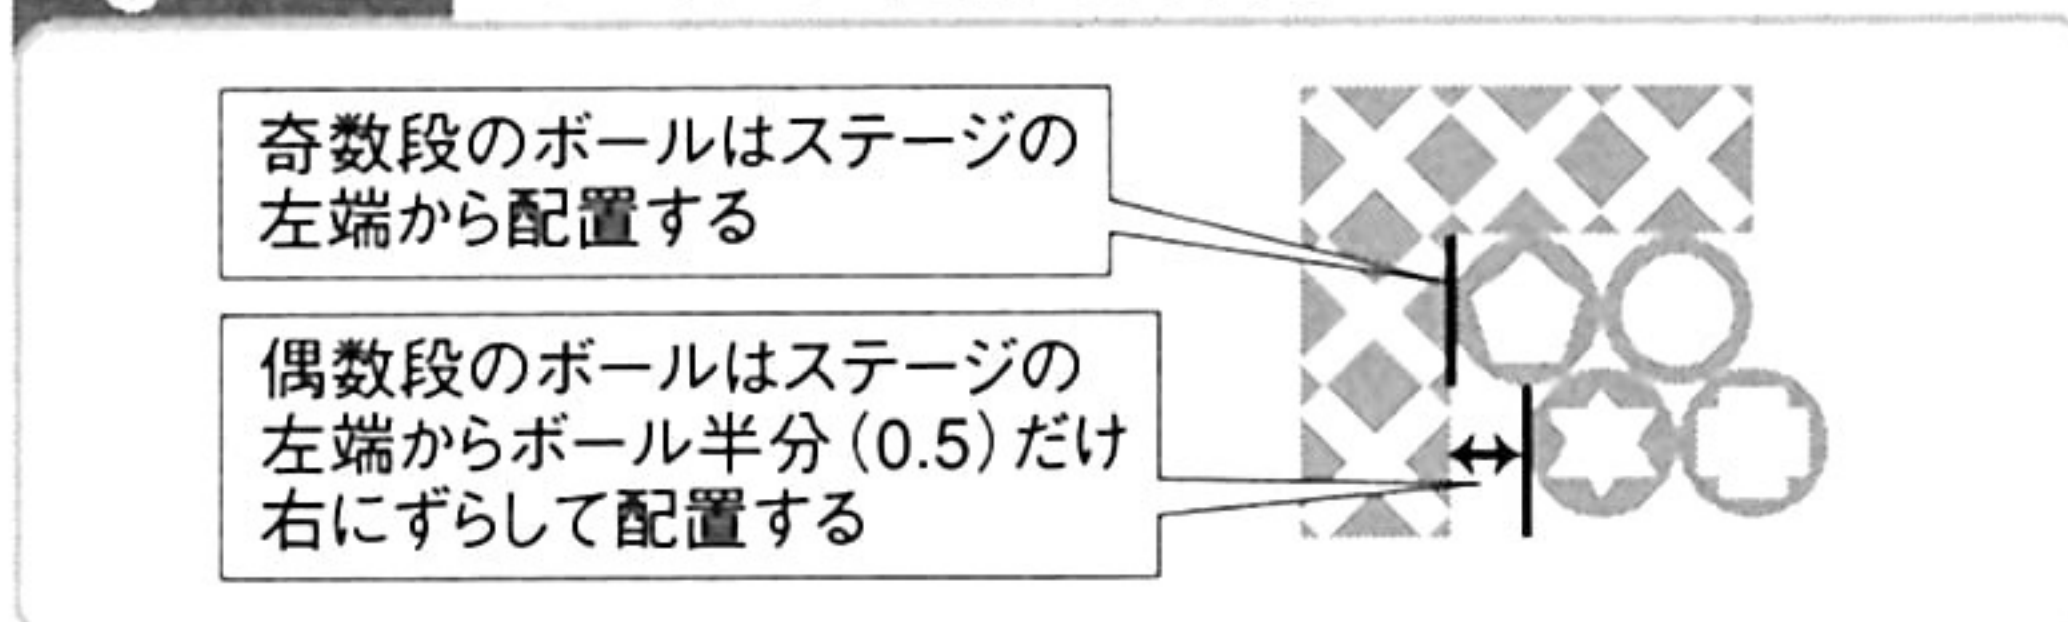 奇数段のボールはステージの
左端から配置する
偶数段のボールはステージの
左端からボール半分（0.5）だけ
右にずらして配置する